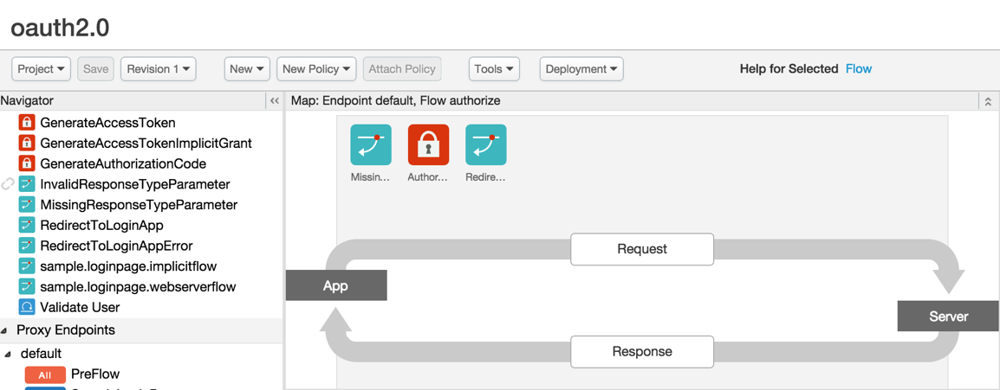 oauth2.0
Project Save Revision 1 New New Policy Attach Policy Tools Deployment Help for Selected Flow
Navigator
Map: Endpoint default, Flow authorize
GenerateAccessToken
GenerateAccessTokenImplicitGrant
GenerateAuthorizationCode
InvalidResponseTypeParameter
MissingResponseTypeParameter
RedirectToLoginApp
RedirectToLoginAppError
sample.loginpage.implicitflow
sample.loginpage.webserverflow
Validate User
Proxy Endpoints
default
All PreFlow
Missin... Author... Redire...
Request
App
Server
Response